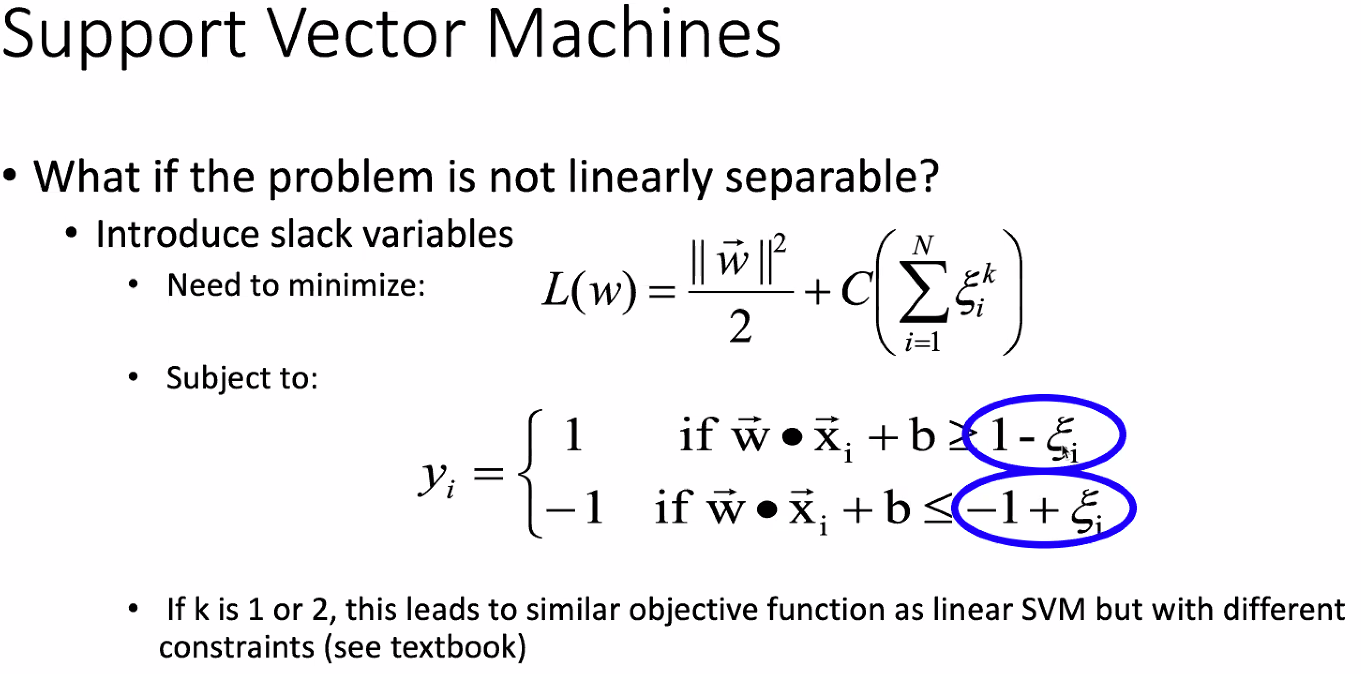 Support Vector Machines
• What if the problem is not linearly separable?
• Introduce slack variables
• Need to minimize: L(w) = ‖w⃗‖² / 2 + C(∑_{i=1}^{N} ξ_i^k)
• Subject to:
y_i = { 1 if w⃗ • x⃗_i + b ≥ 1 - ξ_i
−1 if w⃗ • x⃗_i + b ≤ −1 + ξ_i
• If k is 1 or 2, this leads to similar objective function as linear SVM but with different
constraints (see textbook)